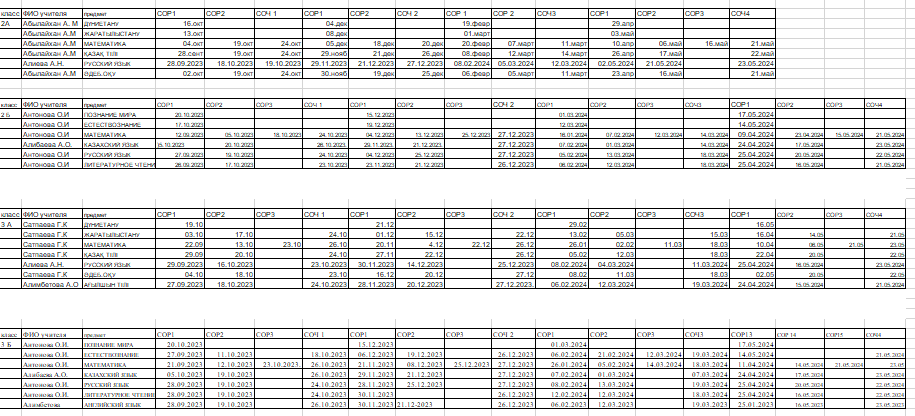 класс ФИО учителя предмет СОР1 СОР2 СОЧ 1 СОР1 СОР2 СОЧ 2 СОР 1 СОР 2 СОЧ3 СОР1 СОР2 СОР3 СОЧ4
2А Абылайхан А. М ДҮНИЕТАНУ 16.окт 04.дек 19.февр 29.апр
Абылайхан А.М ЖАРАТЫЛЫСТАНУ 13.окт 08.дек 01.март 03.май
Абылайхан А.М МАТЕМАТИКА 04.окт 19.окт 24.окт 05.дек 18.дек 20.дек 20.февр 07.март 11.март 10.апр 06.май 16.май 21.май
Абылайхан А.М ҚАЗАҚ ТІЛІ 28.сент 19.окт 24.окт 29.нояб 21.дек 26.дек 08.февр 14.март 26.апр 17.май 22.май
Алиева А.Н. РУССКИЙ ЯЗЫК 28.09.2023 18.10.2023 19.10.2023 29.11.2023 21.12.2023 27.12.2023 08.02.2024 05.03.2024 12.03.2024 02.05.2024 21.05.2024 23.05.2024
Абылайхан А.М ӘДЕБ.ОҚУ 02.окт 19.окт 24.окт 30.нояб 19.дек 25.дек 06.февр 05.март 11.март 23.апр 16.май 21.май
класс ФИО учителя предмет СОР1 СОР2 СОР3 СОЧ 1 СОР1 СОР2 СОР3 СОЧ 2 СОР1 СОР2 СОР3 СОЧ3 СОР1 СОР2 СОР3 СОЧ4
2 Б Антонова О.И ПОЗНАНИЕ МИРА 20.10.2023 15.12.2023 01.03.2024 17.05.2024
Антонова О.И ЕСТЕСТВОЗНАНИЕ 17.10.2023 19.12.2023 12.03.2024 14.05.2024
Антонова О.И МАТЕМАТИКА 12.09.2023 05.10.2023 18.10.2023 24.10.2023 04.12.2023 13.12.2023 25.12.2023 27.12.2023 16.01.2024 07.02.2024 12.03.2024 14.03.2024 09.04.2024 23.04.2024 15.05.2024 21.05.2024
Алибаева А.О. КАЗАХСКИЙ ЯЗЫК 5.10.2023 20.10.2023 26.10.2023 29.11.2023 21.12.2023 27.12.2023 07.02.2024 01.03.2024 14.03.2024 24.04.2024 17.05.2024 23.05.2024
Антонова О.И РУССКИЙ ЯЗЫК 27.09.2023 19.10.2023 24.10.2023 04.12.2023 25.12.2023 27.12.2023 05.02.2024 13.03.2024 18.03.2024 25.04.2024 20.05.2024 22.05.2024
Антонова О.И ЛИТЕРАТУРНОЕ ЧТЕНИ 26.09.2023 17.10.2023 23.10.2023 23.11.2023 21.12.2023 26.12.2023 06.02.2024 12.03.2024 18.03.2024 25.04.2024 16.05.2024 22.05.2024
класс ФИО учителя предмет СОР1 СОР2 СОР3 СОЧ 1 СОР1 СОР2 СОР3 СОЧ 2 СОР1 СОР2 СОР3 СОЧ3 СОР1 СОР2 СОР3 СОЧ4
3 А Сатпаева Г.К ДҮНИЕТАНУ 19.10 21.12 29.02 16.05
Сатпаева Г.К ЖАРАТЫЛЫСТАНУ 03.10 17.10 24.10 01.12 15.12 22.12 13.02 05.03 15.03 16.04 14.05 21.05
Сатпаева Г.К МАТЕМАТИКА 22.09 13.10 23.10 26.10 20.11 4.12 22.12 26.12 26.01 02.02 11.03 18.03 10.04 06.05 21.05 23.05
Сатпаева Г.К ҚАЗАҚ ТІЛІ 29.09 20.10 24.10 27.11 22.12 26.12 05.02 12.03 18.03 22.04 20.05 22.05
Алиева А.Н. РУССКИЙ ЯЗЫК 29.09.2023 16.10.2023 23.10.2023 30.11.2023 14.12.2023 25.12.2023 08.02.2024 04.03.2024 11.03.2024 25.04.2024 16.05.2024 23.05.2024
Сатпаева Г.К ӘДЕБ.ОҚУ 04.10 18.10 23.10 16.12 20.12 27.12 08.02 11.03 18.03 02.05 20.05 22.05
Алимбетова А.О АҒЫЛШЫН ТІЛІ 27.09.2023 18.10.2023 24.10.2023 28.11.2023 20.12.2023 27.12.2023. 06.02.2024 12.03.2024 19.03.2024 24.04.2024 15.05.2024 21.05.2024
класс ФИО учителя предмет СОР1 СОР2 СОР3 СОЧ 1 СОР1 СОР2 СОР3 СОЧ 2 СОР1 СОР2 СОР3 СОЧ3 СОР13 СОР14 СОР15 СОЧ4
3 Б Антонова О.И. ПОЗНАНИЕ МИРА 20.10.2023 15.12.2023 01.03.2024 17.05.2024
Антонова О.И. ЕСТЕСТВОЗНАНИЕ 27.09.2023 11.10.2023 18.10.2023 06.12.2023 19.12.2023 26.12.2023 06.02.2024 21.02.2024 12.03.2024 19.03.2024 14.05.2024 21.05.2024
Антонова О.И. МАТЕМАТИКА 21.09.2023 12.10.2023 23.10.2023 26.10.2023 21.11.2023 08.12.2023 25.12.2023 27.12.2023 26.01.2024 05.02.2024 14.03.2024 18.03.2024 11.04.2024 14.05.2024 21.05.2024 23.05
Алибаева А.О. КАЗАХСКИЙ ЯЗЫК 05.10.2023 19.10.2023 26.10.2023 29.11.2023 21.12.2023 27.12.2023 07.02.2024 01.03.2024 07.03.2024 24.04.2024 17.05.2024 23.05.2024
Антонова О.И. РУССКИЙ ЯЗЫК 28.09.2023 19.10.2023 24.10.2023 28.11.2023 25.12.2023 27.12.2023 08.02.2024 13.03.2024 19.03.2024 25.04.2024 20.05.2024 22.05.2024
Антонова О.И. ЛИТЕРАТУРНОЕ ЧТЕНИЕ 28.09.2023 19.10.2023 24.10.2023 30.11.2023 26.12.2023 06.02.2024 12.03.2024 18.03.2024 24.04.2024 16.05.2024 22.05.2024
Алимбетова АНГЛИЙСКИЙ ЯЗЫК 28.09.2023 19.10.2023 26.10.2023 30.11.2023 21-12-2023 26.12.2023 06.02.2024 12.03.2024 19.03.2024 25.01.2023 16.05.2024 23.05.2023